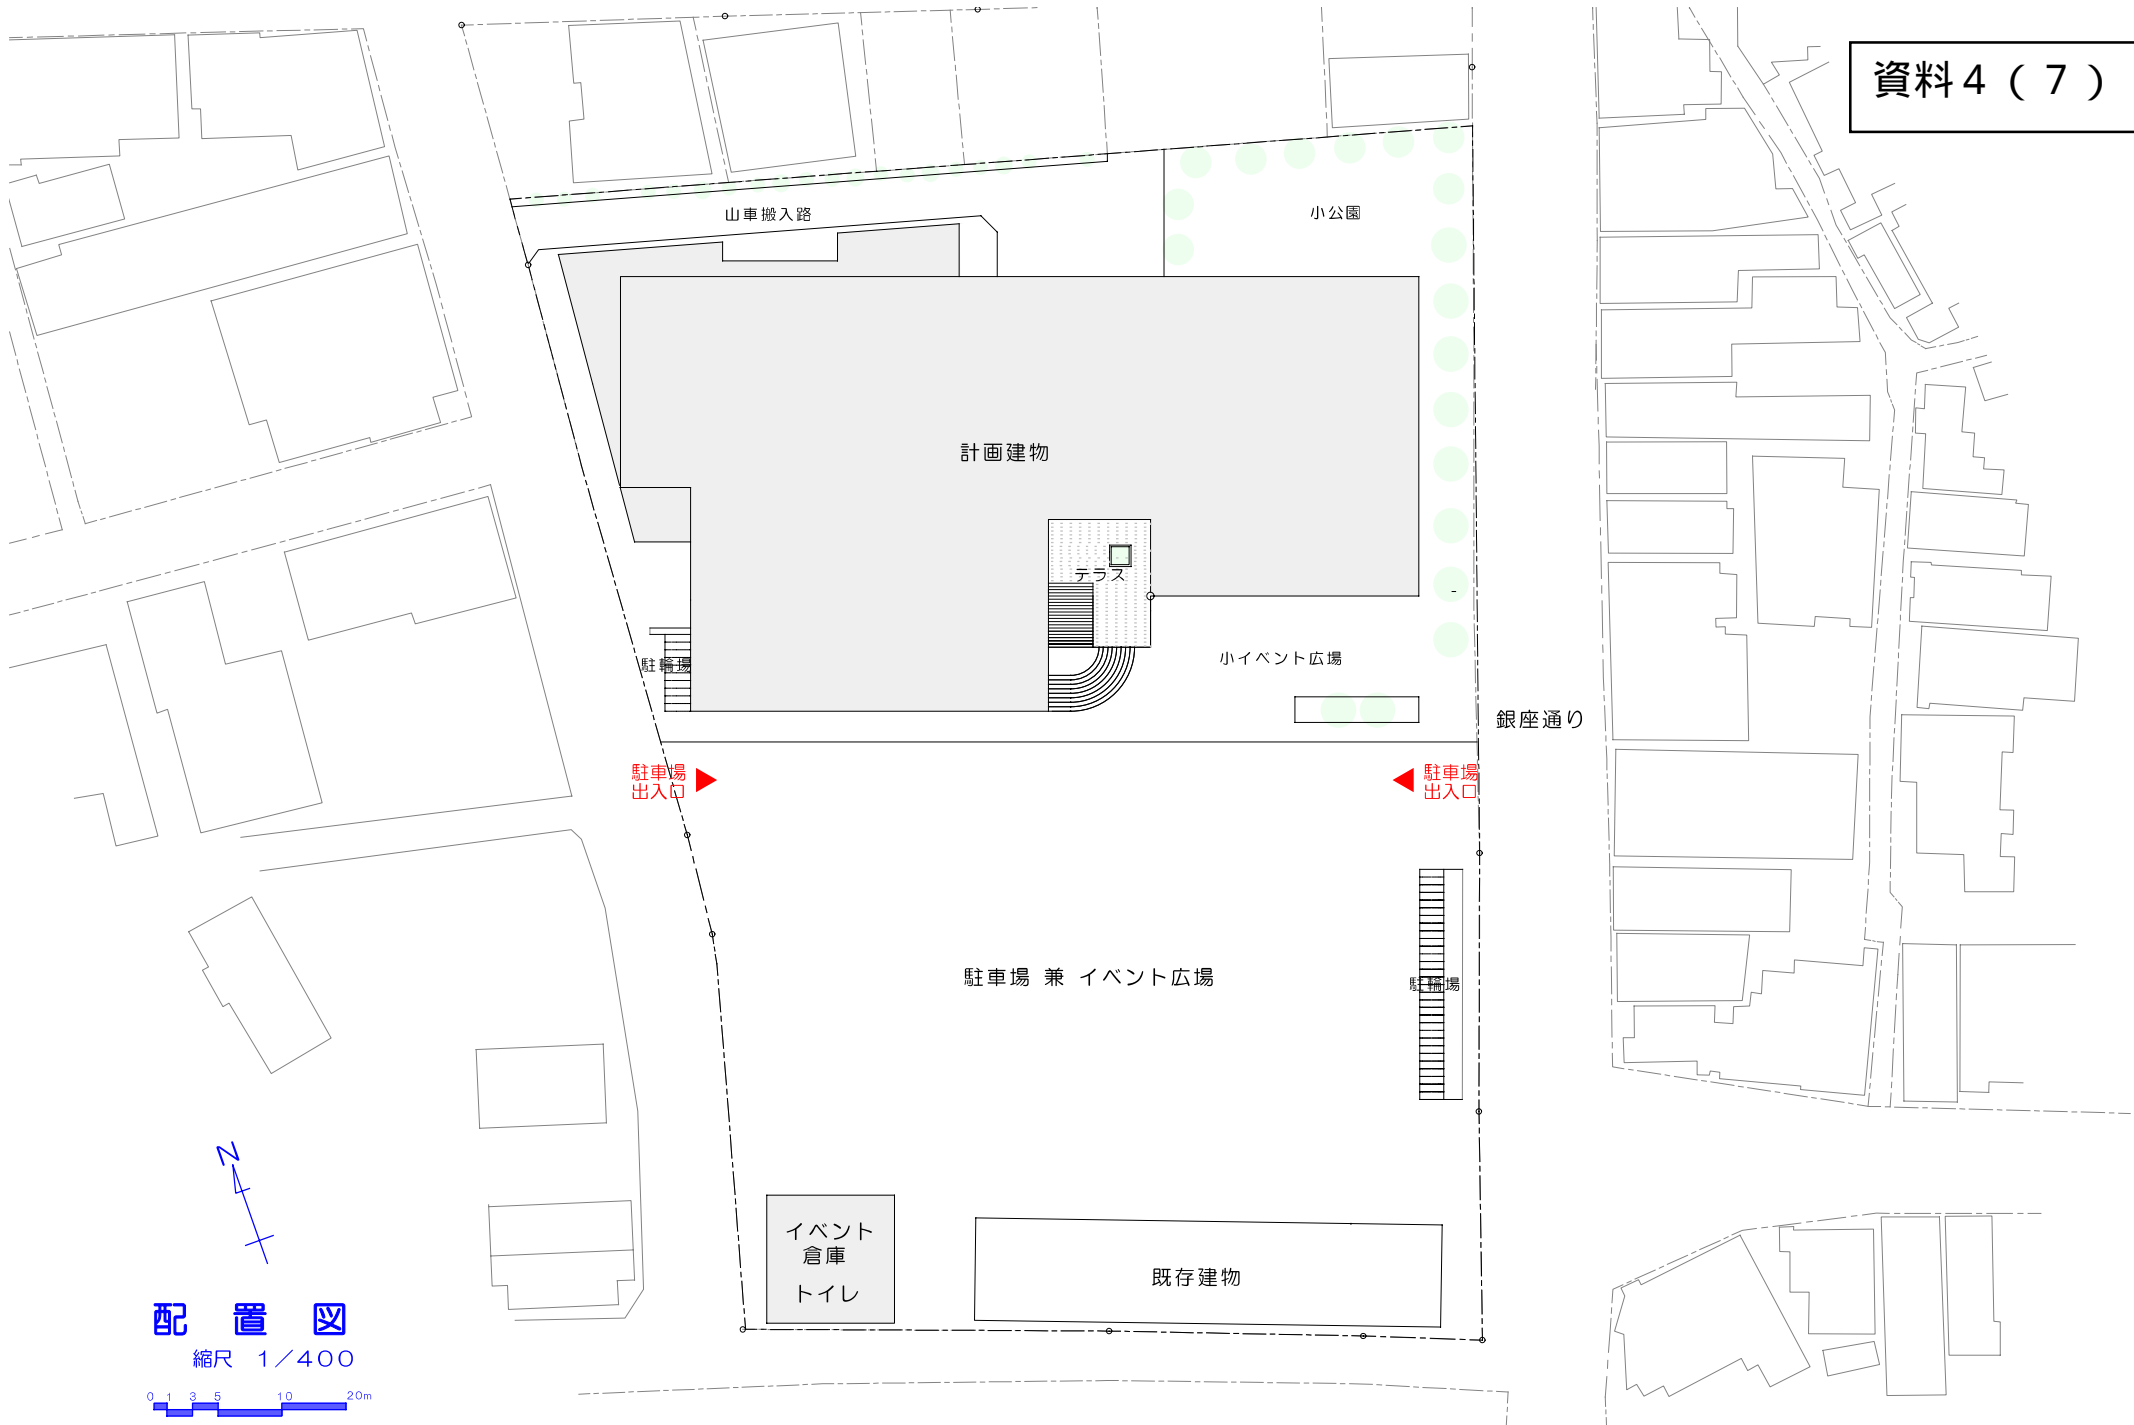 資料４（７）
山車搬入路
小公園
計画建物
テラス
駐輪場
小イベント広場
銀座通り
駐車場
出入口
駐車場
出入口
駐車場 兼 イベント広場
駐輪場
イベント
倉庫
トイレ
既存建物
N
配 置 図
縮尺 1／400
0 1 3 5 10 20m